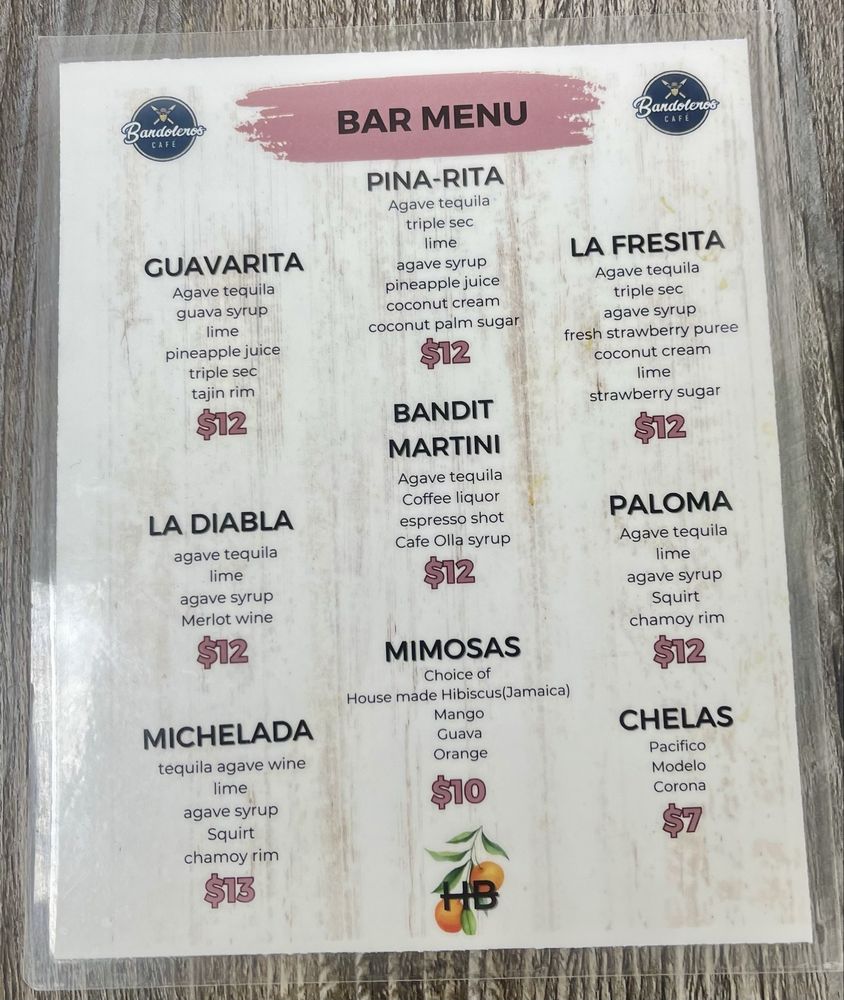 Bandoleros
CAFÉ
BAR MENU
Bandoleros
CAFÉ
GUAVARITA
Agave tequila
guava syrup
lime
pineapple juice
triple sec
tajin rim
$12
LA DIABLA
agave tequila
lime
agave syrup
Merlot wine
$12
MICHELADA
tequila agave wine
lime
agave syrup
Squirt
chamoy rim
$13
PINA-RITA
Agave tequila
triple sec
lime
agave syrup
pineapple juice
coconut cream
coconut palm sugar
$12
BANDIT
MARTINI
Agave tequila
Coffee liquor
espresso shot
Cafe Olla syrup
$12
MIMOSAS
Choice of
House made Hibiscus(Jamaica)
Mango
Guava
Orange
$10
HB
LA FRESITA
Agave tequila
triple sec
agave syrup
fresh strawberry puree
coconut cream
lime
strawberry sugar
$12
PALOMA
Agave tequila
lime
agave syrup
Squirt
chamoy rim
$12
CHELAS
Pacifico
Modelo
Corona
$7